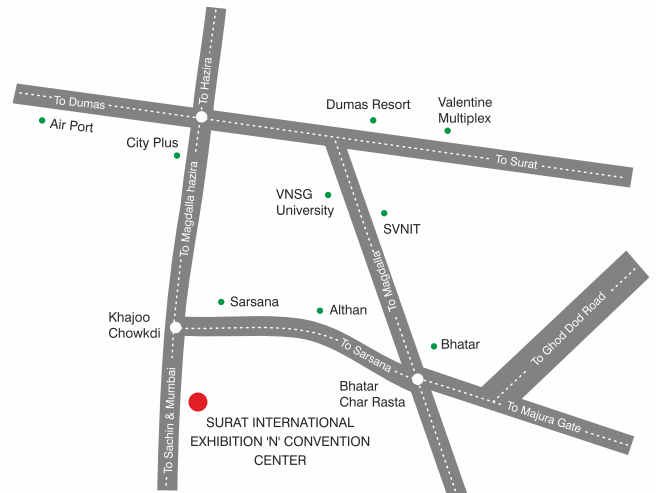 To Hazira
To Dumas
Air Port
City Plus
Dumas Resort
Valentine
Multiplex
To Surat
To Magdalla hazira
VNSG
University
SVNIT
To Magdalla
Sarsana
Althan
Khajoo
Chowkdi
To Sarsana
Bhatar
To Ghod Dod Road
Bhatar
Char Rasta
To Majura Gate
To Sachin & Mumbai
SURAT INTERNATIONAL
EXHIBITION 'N' CONVENTION
CENTER